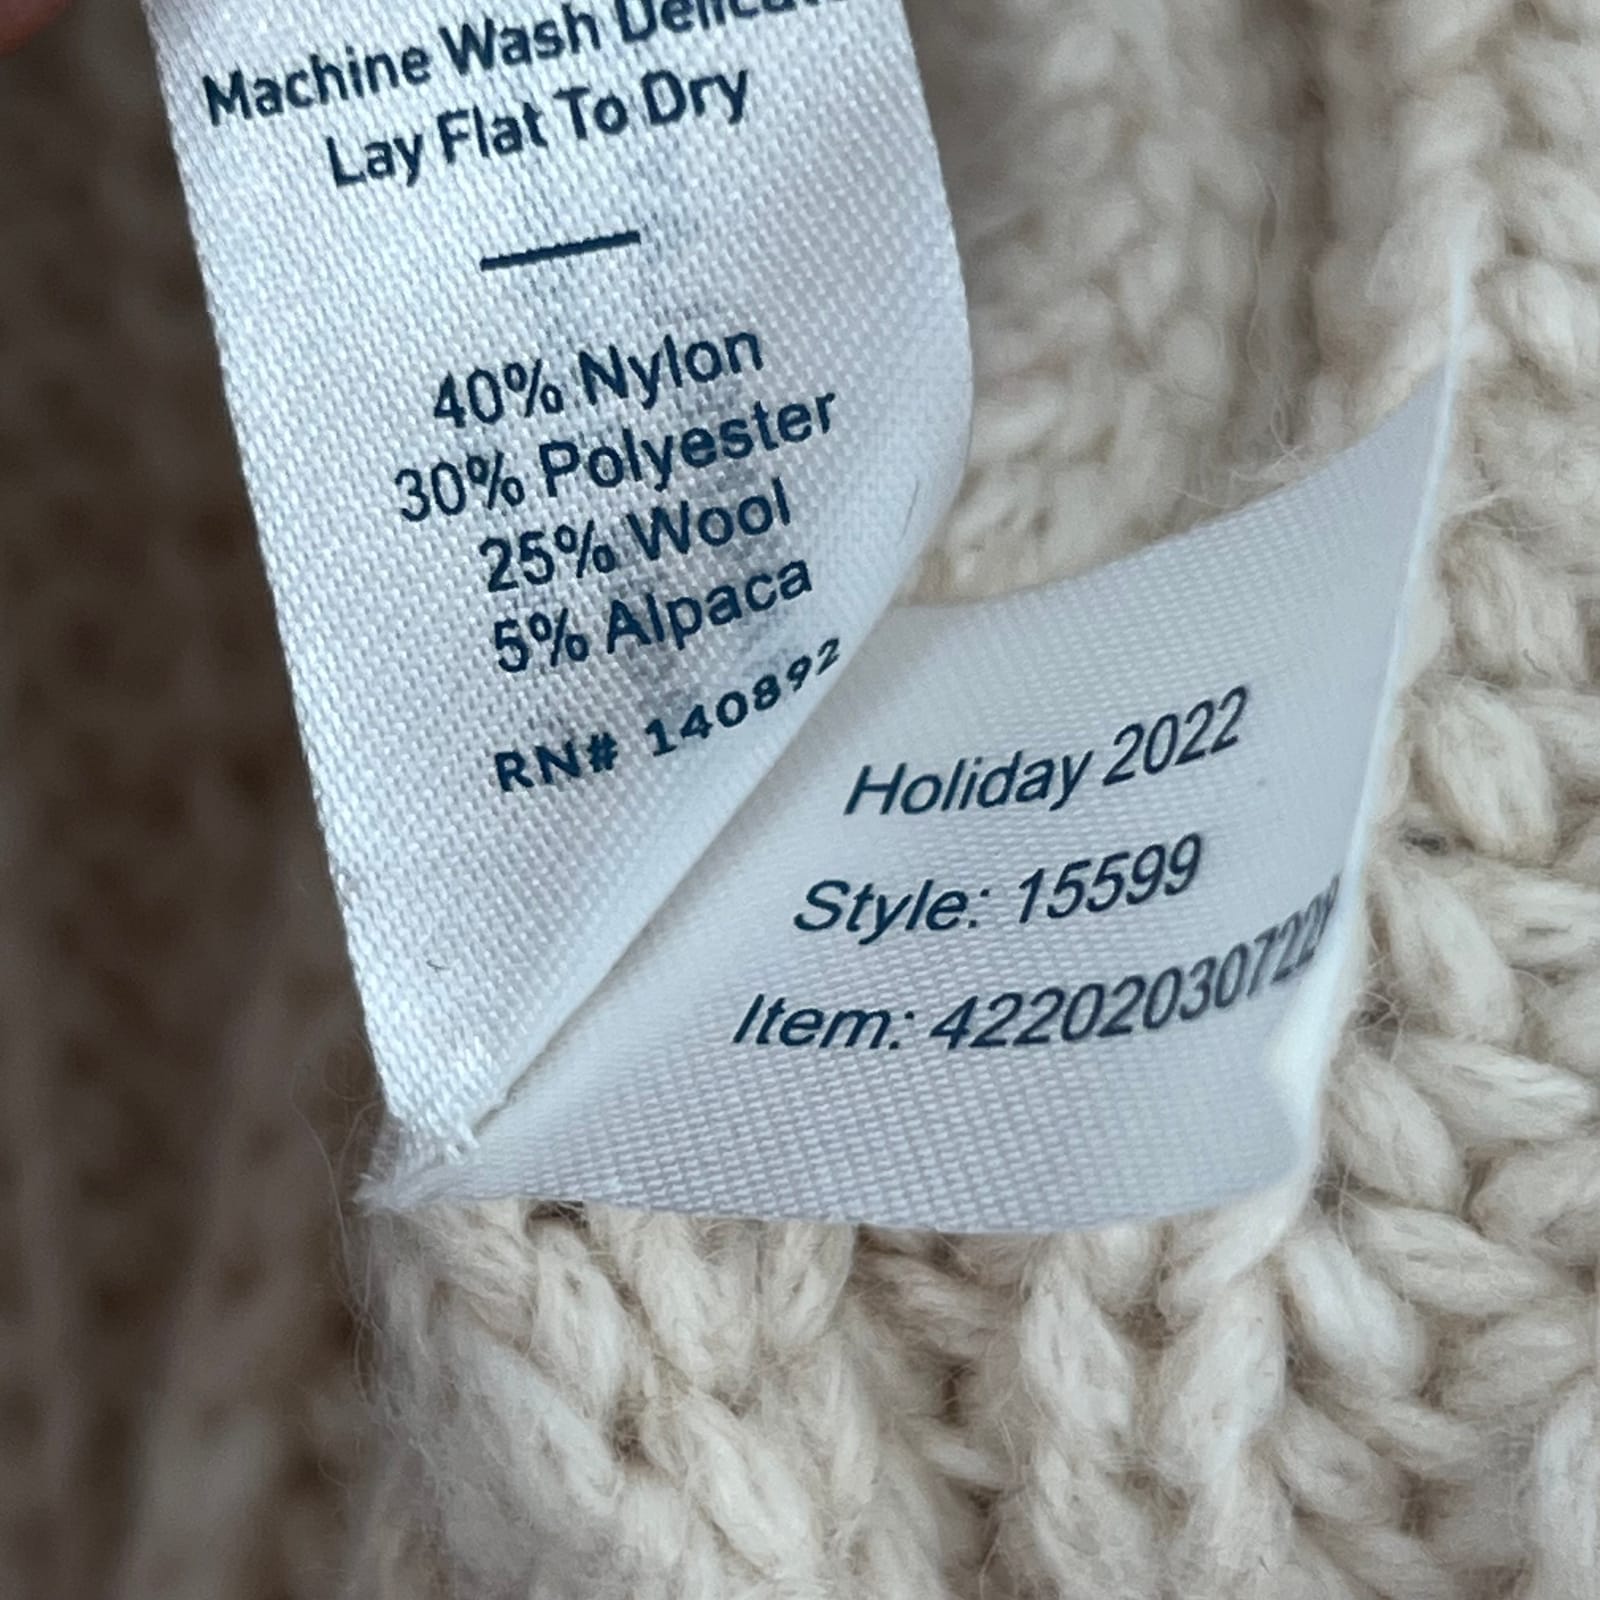 Machine Wash Delicate
Lay Flat To Dry
40% Nylon
30% Polyester
25% Wool
5% Alpaca
RN# 140892
Holiday 2022
Style: 15599
Item: